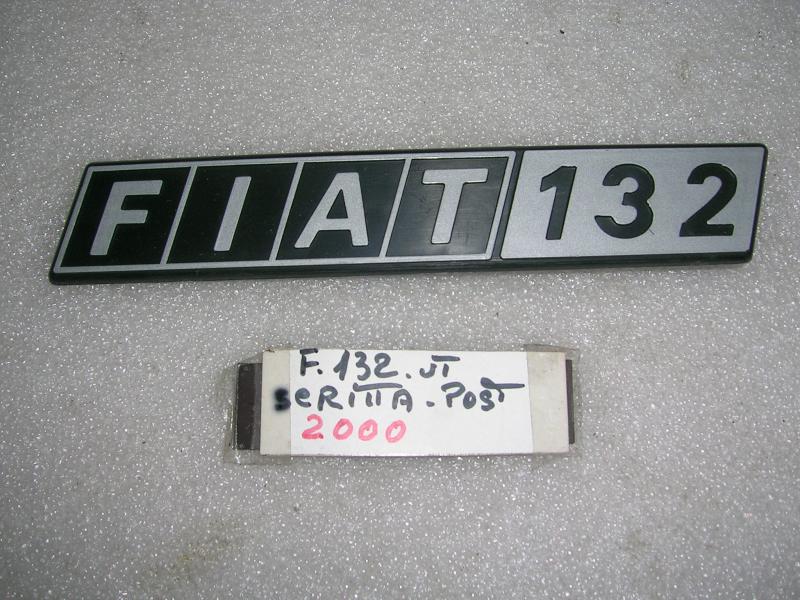 FIAT 132
F. 132. JT
SCRITTA. POST
2000